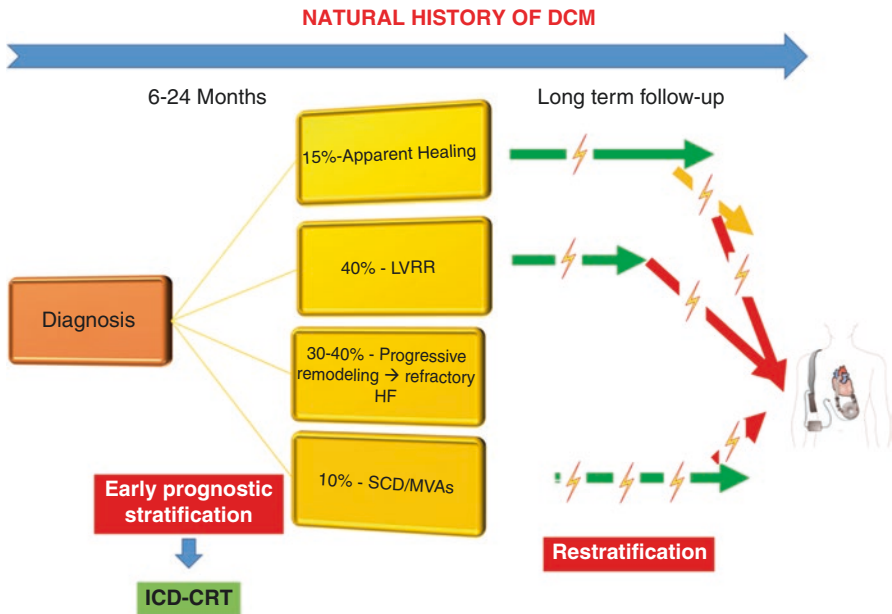 NATURAL HISTORY OF DCM
6-24 Months
Long term follow-up
15%-Apparent Healing
40% - LVRR
Diagnosis
30-40% - Progressive
remodeling → refractory
HF
10% - SCD/MVAs
Early prognostic
stratification
Restratification
ICD-CRT